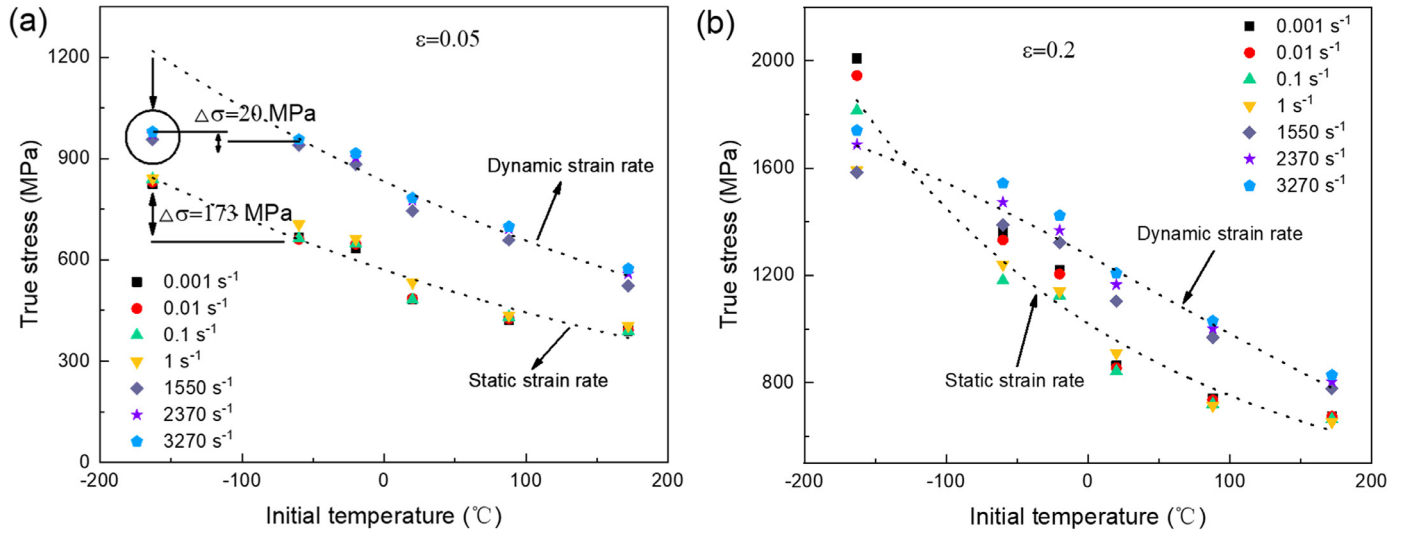 (a)
ε=0.05
△σ=20 MPa
Dynamic strain rate
△σ=173 MPa
0.001 s-1
0.01 s-1
0.1 s-1
1 s-1
1550 s-1
2370 s-1
3270 s-1
Static strain rate
True stress (MPa)
1200
900
600
300
0
-200
-100
0
100
200
Initial temperature (℃)
(b)
ε=0.2
0.001 s-1
0.01 s-1
0.1 s-1
1 s-1
1550 s-1
2370 s-1
3270 s-1
Dynamic strain rate
Static strain rate
True stress (MPa)
2000
1600
1200
800
-200
-100
0
100
200
Initial temperature (℃)